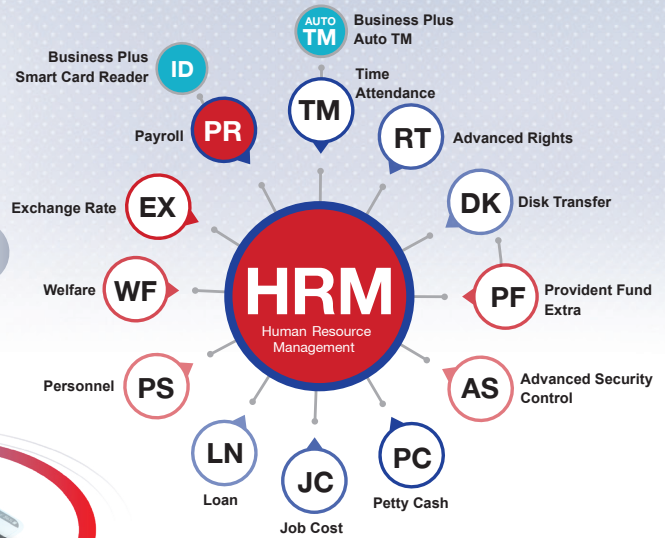 AUTO
TM
Business Plus
Auto TM
Business Plus
Smart Card Reader
ID
Time
Attendance
TM
Payroll
PR
RT
Advanced Rights
Exchange Rate
EX
DK
Disk Transfer
HRM
Human Resource
Management
Welfare
WF
PF
Provident Fund
Extra
Personnel
PS
AS
Advanced Security
Control
LN
Loan
JC
Job Cost
PC
Petty Cash